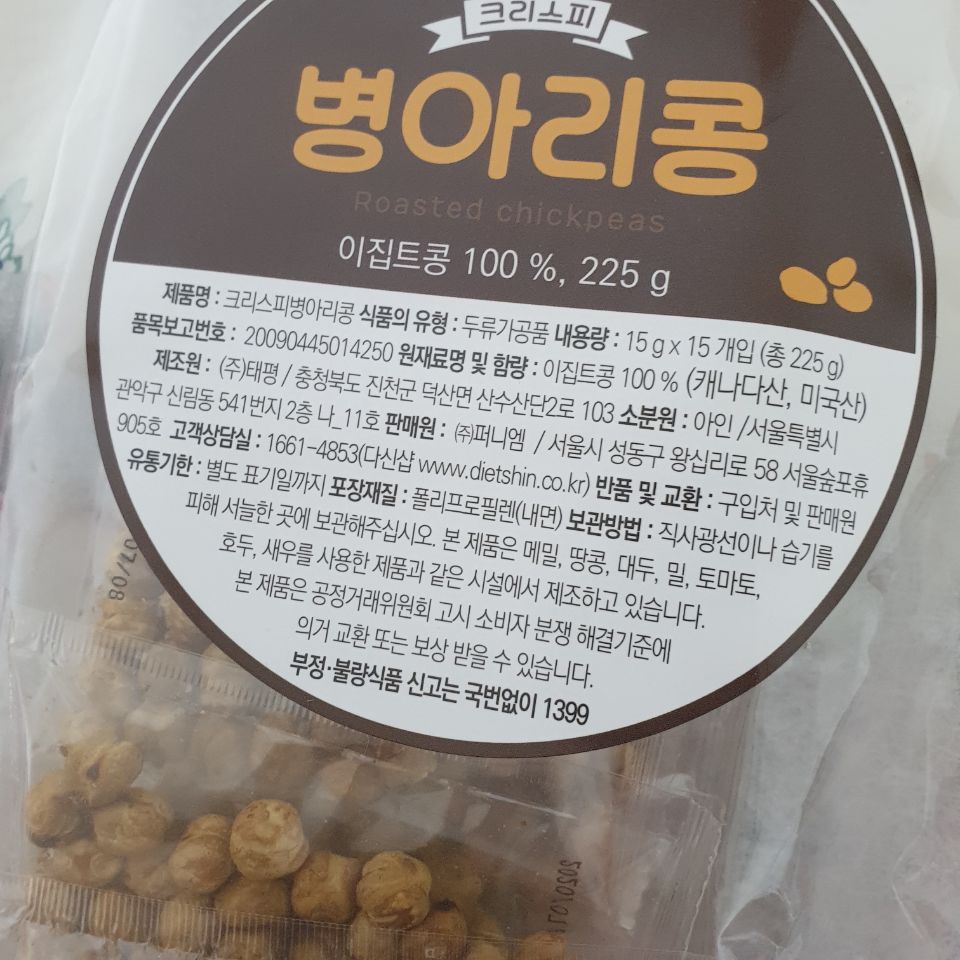 크리스피
병아리콩
Roasted chickpeas
이집트콩 100 %, 225 g
제품명 : 크리스피병아리콩 식품의 유형 : 두류가공품 내용량 : 15 g x 15 개입 (총 225 g)
품목보고번호 : 20090445014250 원재료명 및 함량 : 이집트콩 100 % (캐나다산, 미국산)
제조원 : (주)태평 / 충청북도 진천군 덕산면 산수산단2로 103 소분원 : 아인 /서울특별시
관악구 신림동 541번지 2층 나_11호 판매원 : ㈜퍼니엠 / 서울시 성동구 왕십리로 58 서울숲포휴
905호 고객상담실 : 1661-4853(다신샵 www.dietshin.co.kr) 반품 및 교환 : 구입처 및 판매원
유통기한 : 별도 표기일까지 포장재질 : 폴리프로필렌(내면) 보관방법 : 직사광선이나 습기를
피해 서늘한 곳에 보관해주십시오. 본 제품은 메밀, 땅콩, 대두, 밀, 토마토,
호두, 새우를 사용한 제품과 같은 시설에서 제조하고 있습니다.
본 제품은 공정거래위원회 고시 소비자 분쟁 해결기준에
의거 교환 또는 보상 받을 수 있습니다.
부정·불량식품 신고는 국번없이 1399